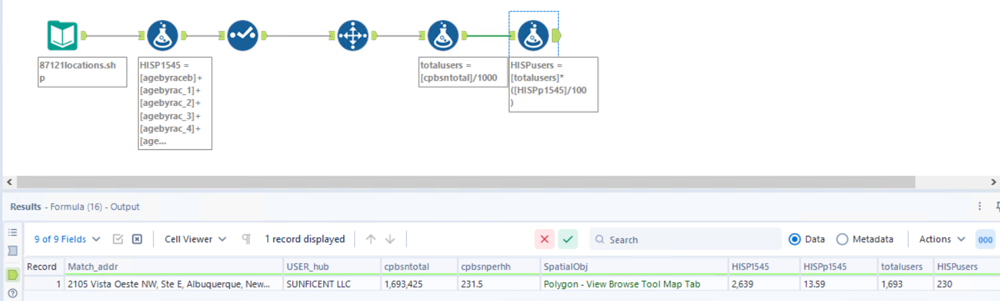 87121locations.sh
p
HISP1545 =
[agebyraceb]+
[agebyrac_1]+
[agebyrac_2]+
[agebyrac_3]+
[agebyrac_4]+
[age...
totalusers =
[cpbsntotal]/1000
HISPusers =
[totalusers]*
([HISPp1545]/100
)
Results - Formula (16) - Output
9 of 9 Fields Cell Viewer 1 record displayed Search Data Metadata Actions 000
Record Match_addr USER_hub cpbsntotal cpbsnperhh SpatialObj HISP1545 HISPp1545 totalusers HISPusers
1 2105 Vista Oeste NW, Ste E, Albuquerque, New... SUNFICENT LLC 1,693,425 231.5 Polygon - View Browse Tool Map Tab 2,639 13.59 1,693 230